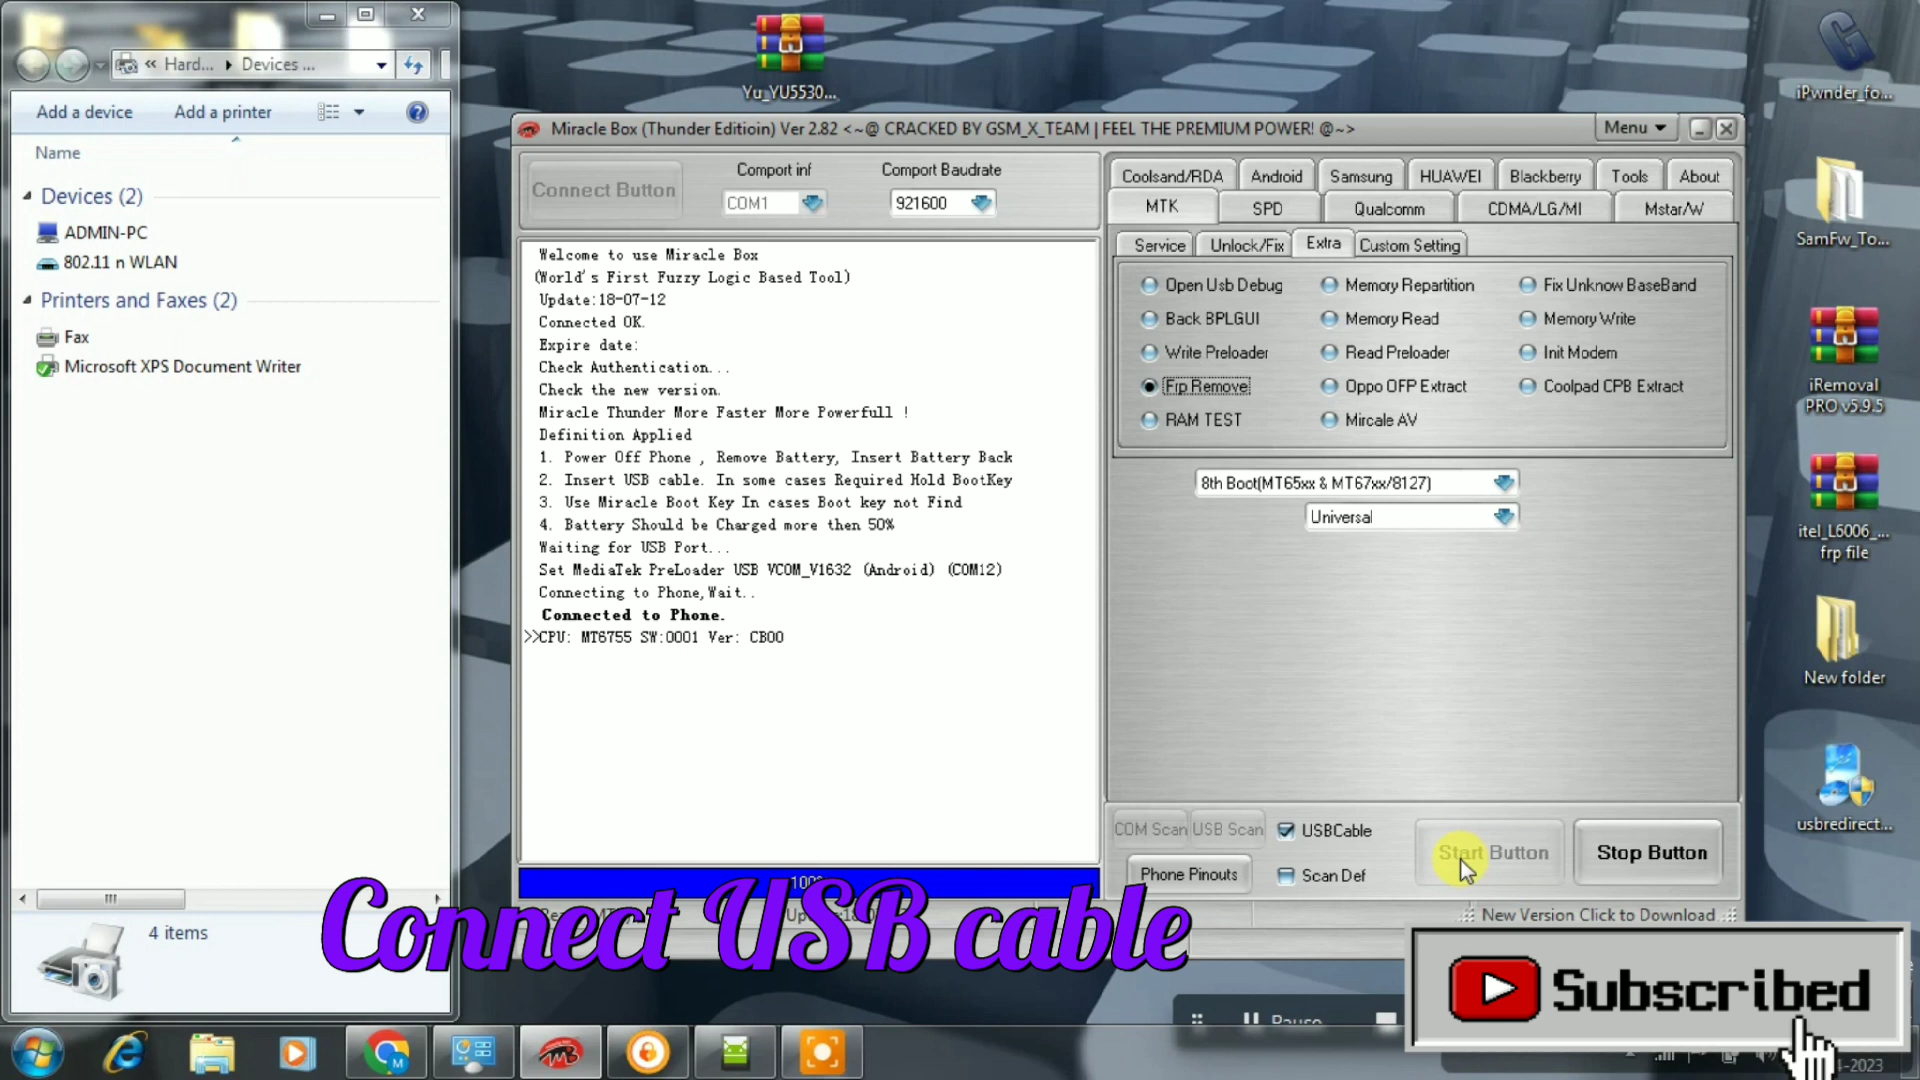 Hard... Devices ...
Add a device Add a printer
Name
Devices (2)
ADMIN-PC
802.11 n WLAN
Printers and Faxes (2)
Fax
Microsoft XPS Document Writer
4 items
Yu_YU5530...
Miracle Box (Thunder Editioin) Ver 2.82 <~@ CRACKED BY GSM_X_TEAM | FEEL THE PREMIUM POWER! @~>
Menu
Connect Button
Comport inf
Comport Baudrate
COM1
921600
Welcome to use Miracle Box
(World's First Fuzzy Logic Based Tool)
Update:18-07-12
Connected OK.
Expire date:
Check Authentication...
Check the new version.
Miracle Thunder More Faster More Powerfull !
Definition Applied
1. Power Off Phone , Remove Battery, Insert Battery Back
2. Insert USB cable. In some cases Required Hold BootKey
3. Use Miracle Boot Key In cases Boot key not Find
4. Battery Should be Charged more then 50%
Waiting for USB Port...
Set MediaTek PreLoader USB VCOM_V1632 (Android) (COM12)
Connecting to Phone,Wait..
Connected to Phone.
>>CPU: MT6755 SW:0001 Ver: CB00
Coolsand/RDA Android Samsung HUAWEI Blackberry Tools About
MTK SPD Qualcomm CDMA/LG/MI Mstar/W
Service Unlock/Fix Extra Custom Setting
Open Usb Debug Memory Repartition Fix Unknow BaseBand
Back BPLGUI Memory Read Memory Write
Write Preloader Read Preloader Init Modem
Frp Remove Oppo OFP Extract Coolpad CPB Extract
RAM TEST Mircale AV
8th Boot(MT65xx & MT67xx/8127)
Universal
COM Scan USB Scan USBCable
Start Button Stop Button
Phone Pinouts Scan Def
New Version Click to Download
iPwnder_fo...
SamFw_To...
iRemoval
PRO v5.9.5
itel_L6006_...
frp file
New folder
usbredirect...
Connect USB cable
Pause
Subscribed